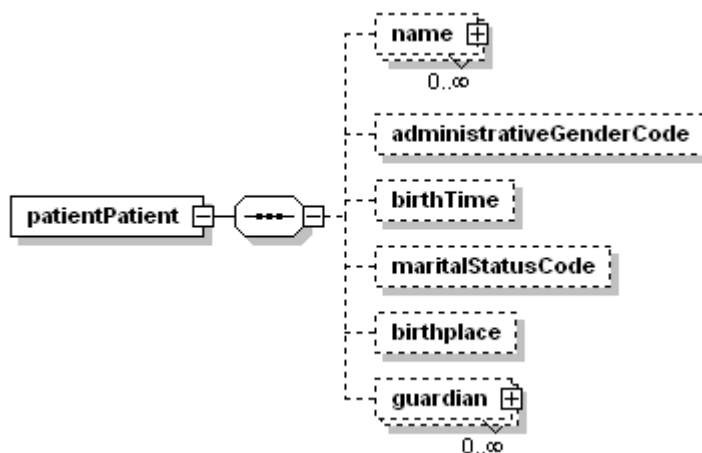 name
0..∞
administrativeGenderCode
patientPatient
birthTime
maritalStatusCode
birthplace
guardian
0..∞